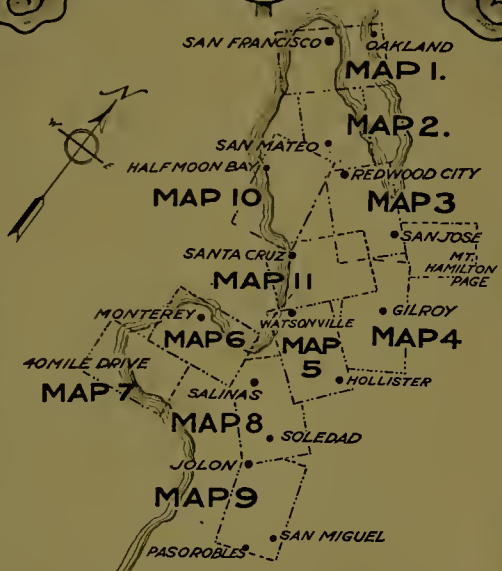 SAN FRANCISCO
OAKLAND
MAP 1.
N
MAP 2.
SAN MATEO
HALF MOON BAY
REDWOOD CITY
MAP 10
MAP 3
SAN JOSE
MT. HAMILTON PAGE
SANTA CRUZ
MAP 11
MONTEREY
WATSONVILLE
GILROY
MAP 6
MAP 5
MAP 4
40 MILE DRIVE
MAP 7
HOLLISTER
SALINAS
MAP 8
SOLEDAD
JOLON
MAP 9
SAN MIGUEL
PASO ROBLES